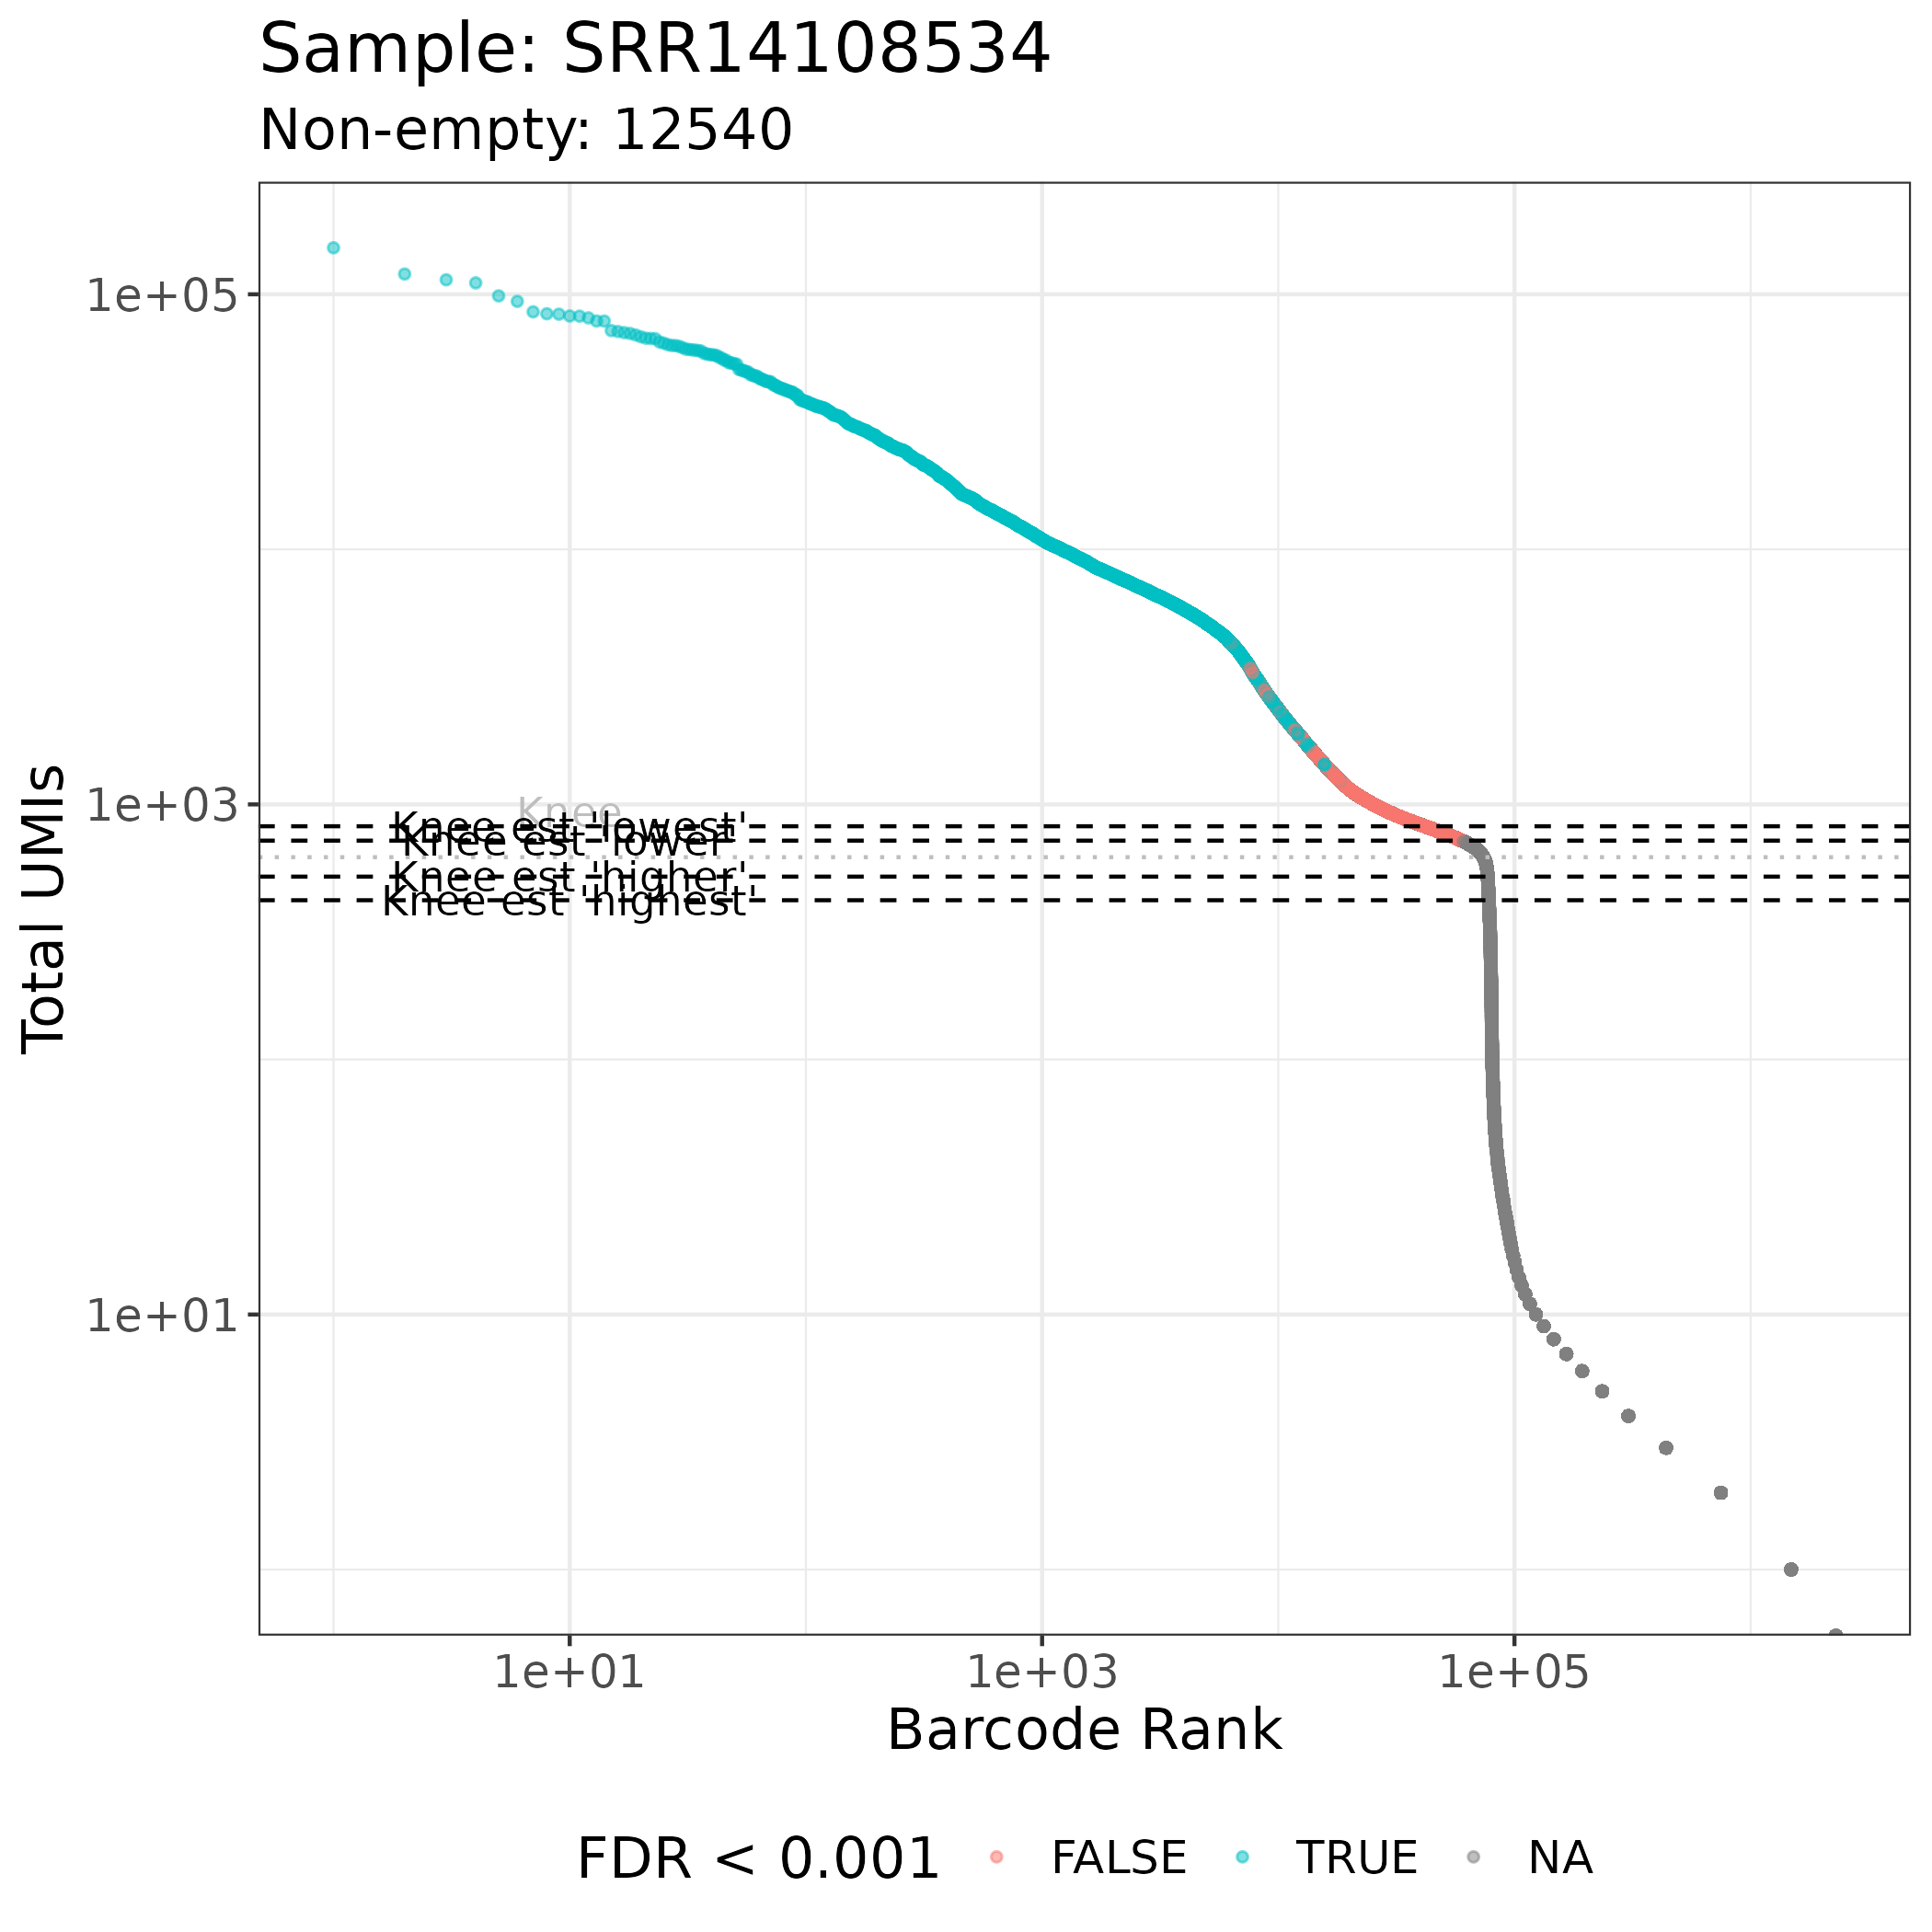 Sample: SRR14108534
Non-empty: 12540
1e+05
1e+03
1e+01
Total UMIs
Knee
Knee est 'lowest'
Knee est 'lower'
Knee est 'higher'
Knee est 'highest'
1e+01 1e+03 1e+05
Barcode Rank
FDR < 0.001 FALSE TRUE NA